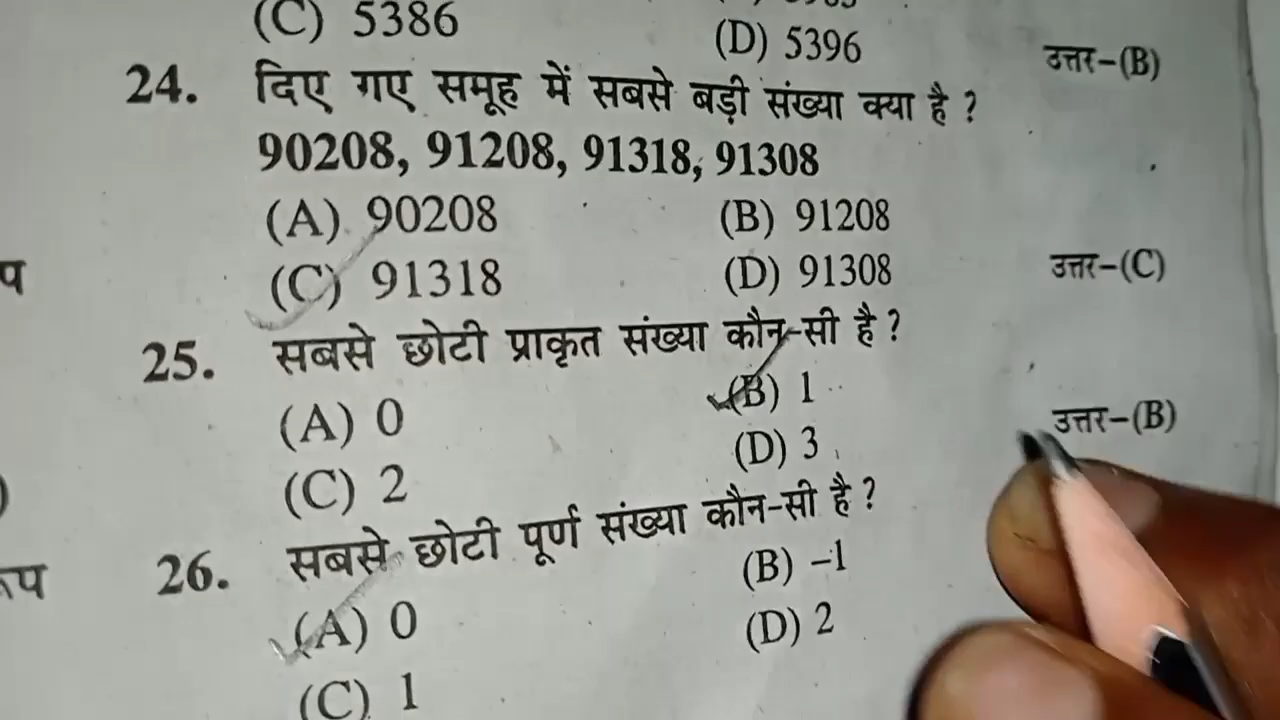 (C) 5386
(D) 5396
उत्तर–(B)
24. दिए गए समूह में सबसे बड़ी संख्या क्या है ?
90208, 91208, 91318, 91308
(A) 90208 (B) 91208
(C) 91318 (D) 91308 उत्तर–(C)
25. सबसे छोटी प्राकृत संख्या कौन-सी है ?
(A) 0 (B) 1
(C) 2 (D) 3 उत्तर–(B)
26. सबसे छोटी पूर्ण संख्या कौन-सी है ?
(A) 0 (B) –1
(C) 1 (D) 2